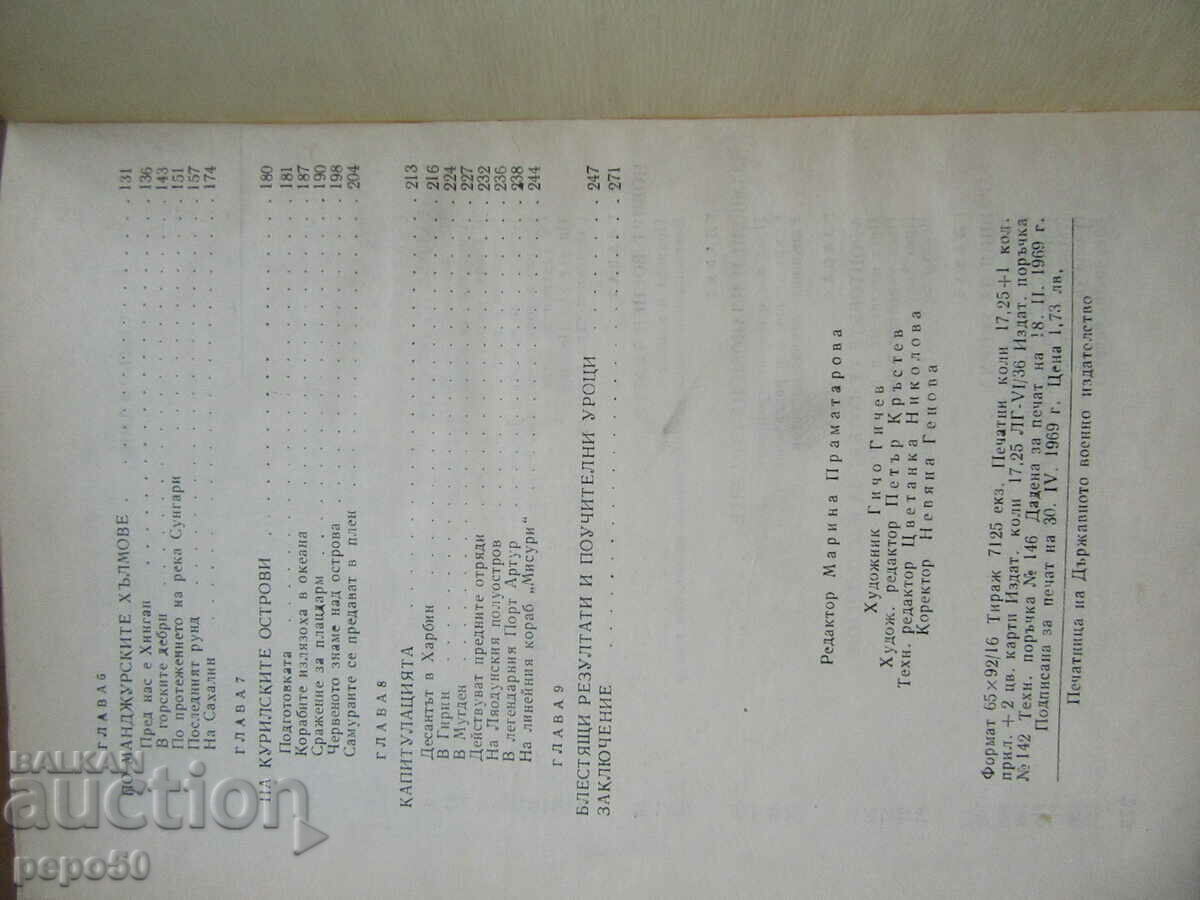 ГЛАВА 6
ПО МАНДЖУРСКИТЕ ХЪЛМОВЕ . . . . . . . . . 131
Пред нас е Хинган . . . . . . . . . 136
В горските дебри . . . . . . . . . 143
По протежението на река Сунгари . . . . . . 151
Последният рунд . . . . . . . . . 157
На Сахалин . . . . . . . . . 174
ГЛАВА 7
НА КУРИЛСКИТЕ ОСТРОВИ . . . . . . . . . 180
Подготовката . . . . . . . . . 181
Корабите излязоха в океана . . . . . . . . 187
Сражение за плацдарм . . . . . . . . . 190
Червеното знаме над острова . . . . . . . 198
Самураите се предават в плен . . . . . . . 204
ГЛАВА 8
КАПИТУЛАЦИЯТА . . . . . . . . . 213
Десантът в Харбин . . . . . . . . . 216
В Гирин . . . . . . . . . 224
В Мугден . . . . . . . . . 227
Действуват предните отряди . . . . . . . 232
На Ляодунския полуостров . . . . . . . . 236
В легендарния Порт Артур . . . . . . . . 238
На линейния кораб „Мисури“ . . . . . . . 244
ГЛАВА 9
БЛЕСТЯЩИ РЕЗУЛТАТИ И ПОУЧИТЕЛНИ УРОЦИ . . 247
ЗАКЛЮЧЕНИЕ . . . . . . . . . 271
Редактор Марина Праматарова
Художник Гичо Гичев
Худож. редактор Петър Кръстев
Техн. редактор Цветанка Николова
Коректор Невяна Генова
Формат 65×92/16 Тираж 7125 екз. Печатни коли 17,25+1 кол.
прил. + 2 цв. карти Издат. коли 17,25 ЛГ-VI/36 Издат. поръчка
№ 142 Техн. поръчка № 146 Дадена за печат на 18. II. 1969 г.
Подписана за печат на 30. IV. 1969 г. Цена 1,73 лв.
Печатница на Държавното военно издателство
BALKAN
auction
pepo50